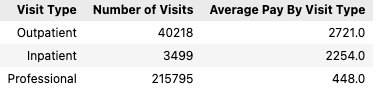 Visit Type Number of Visits Average Pay By Visit Type
Outpatient 40218 2721.0
Inpatient 3499 2254.0
Professional 215795 448.0